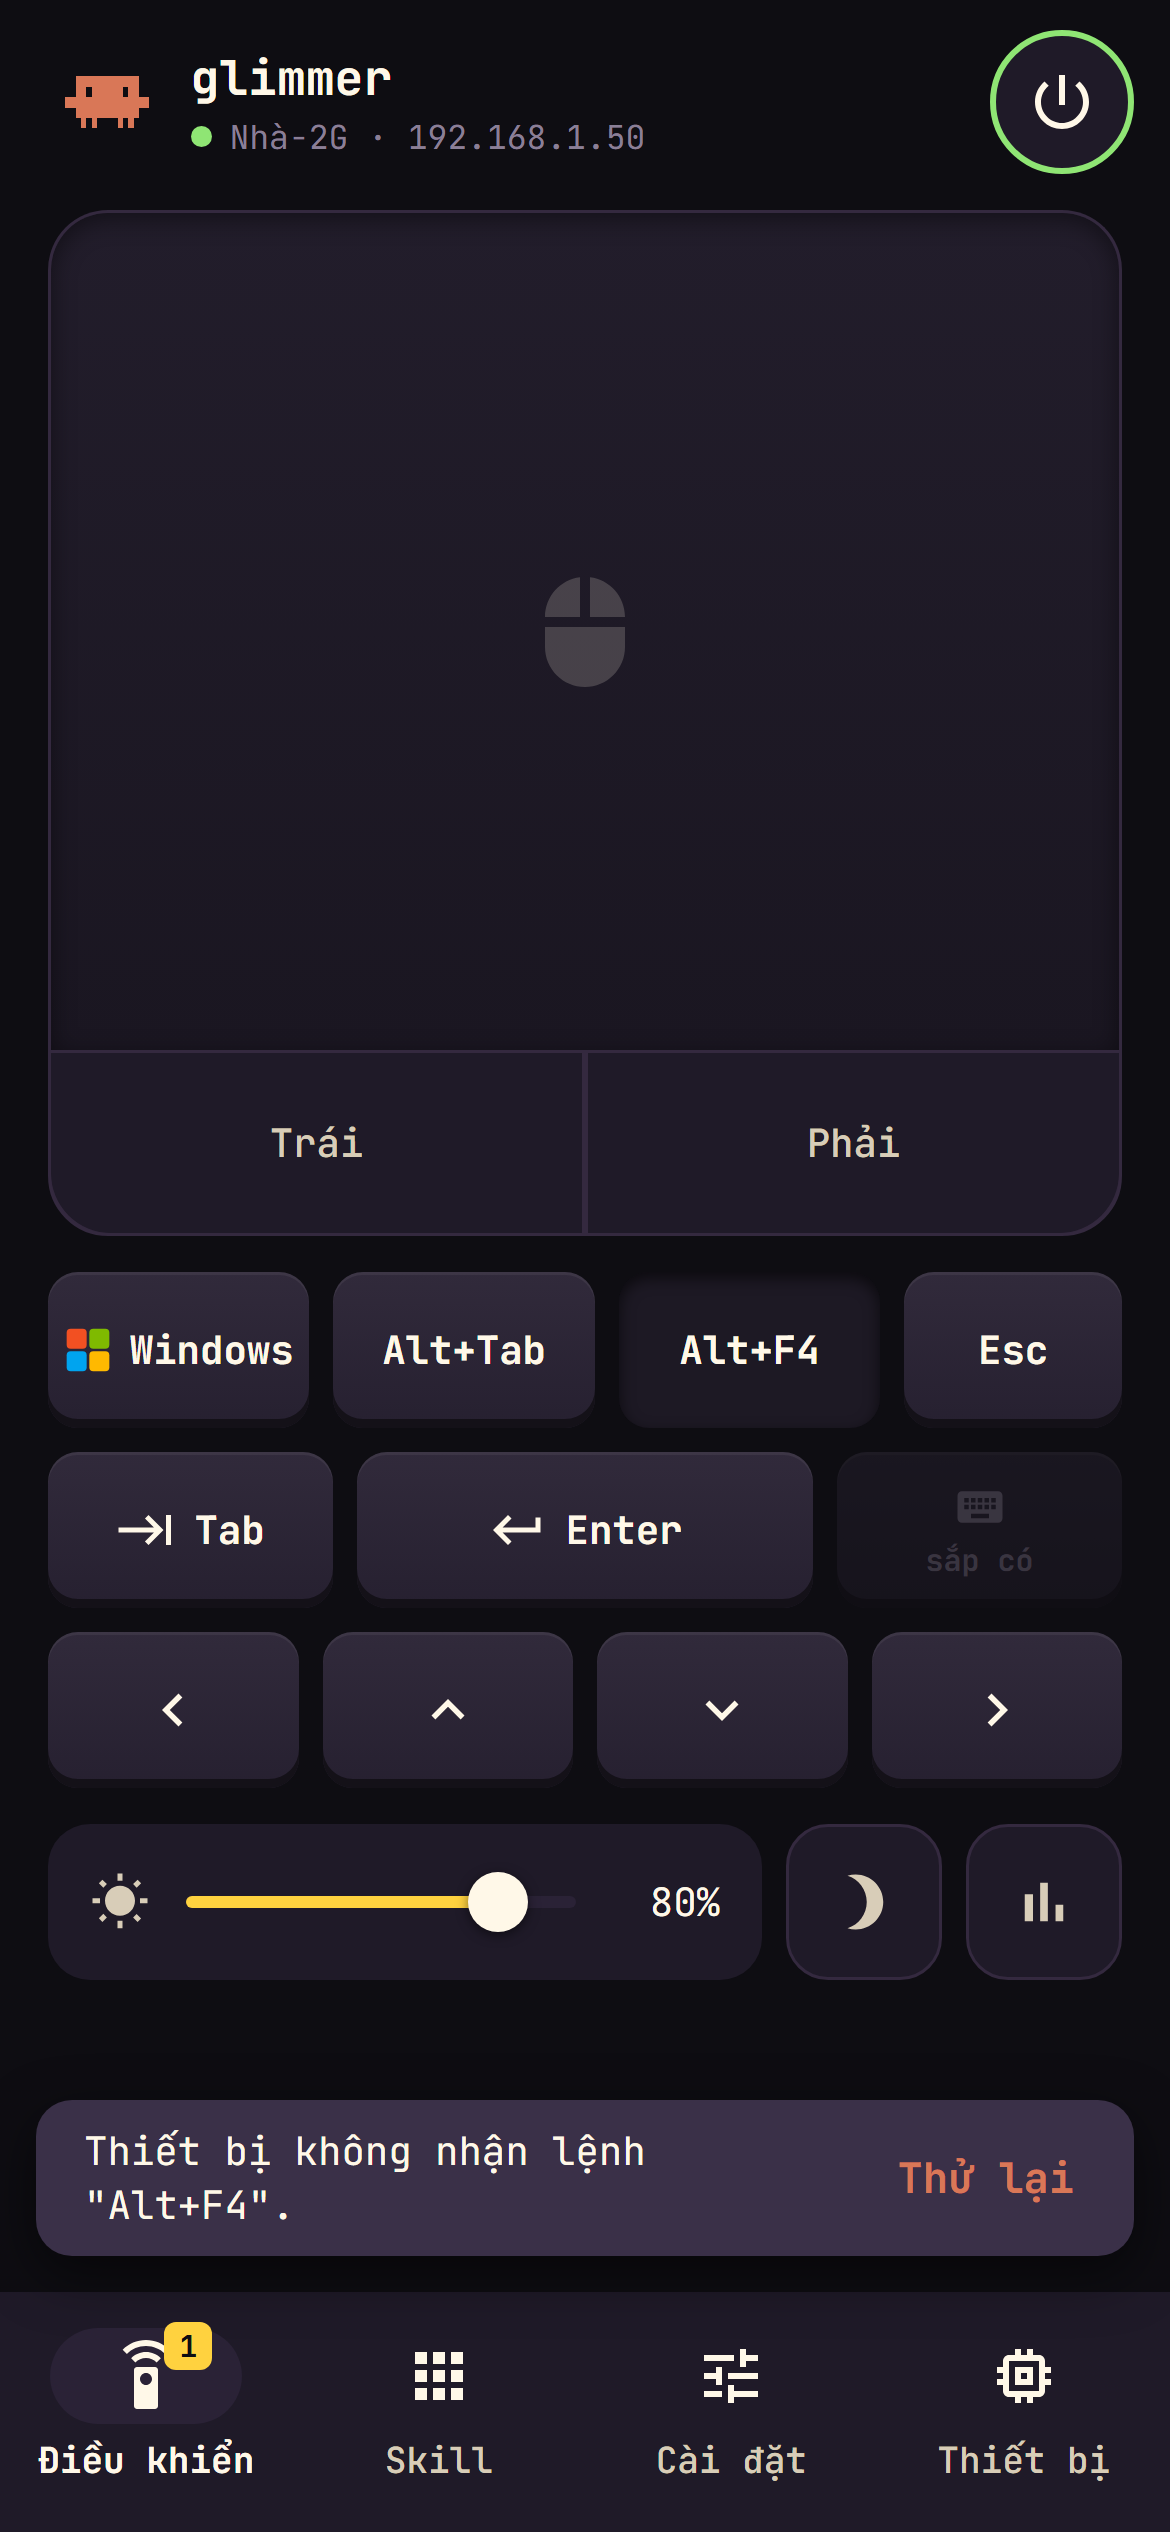 glimmer
Nhà-2G · 192.168.1.50
Trái
Phải
Windows
Alt+Tab
Alt+F4
Esc
Tab
Enter
sắp có
80%
Thiết bị không nhận lệnh
"Alt+F4".
Thử lại
1
Điều khiển
Skill
Cài đặt
Thiết bị